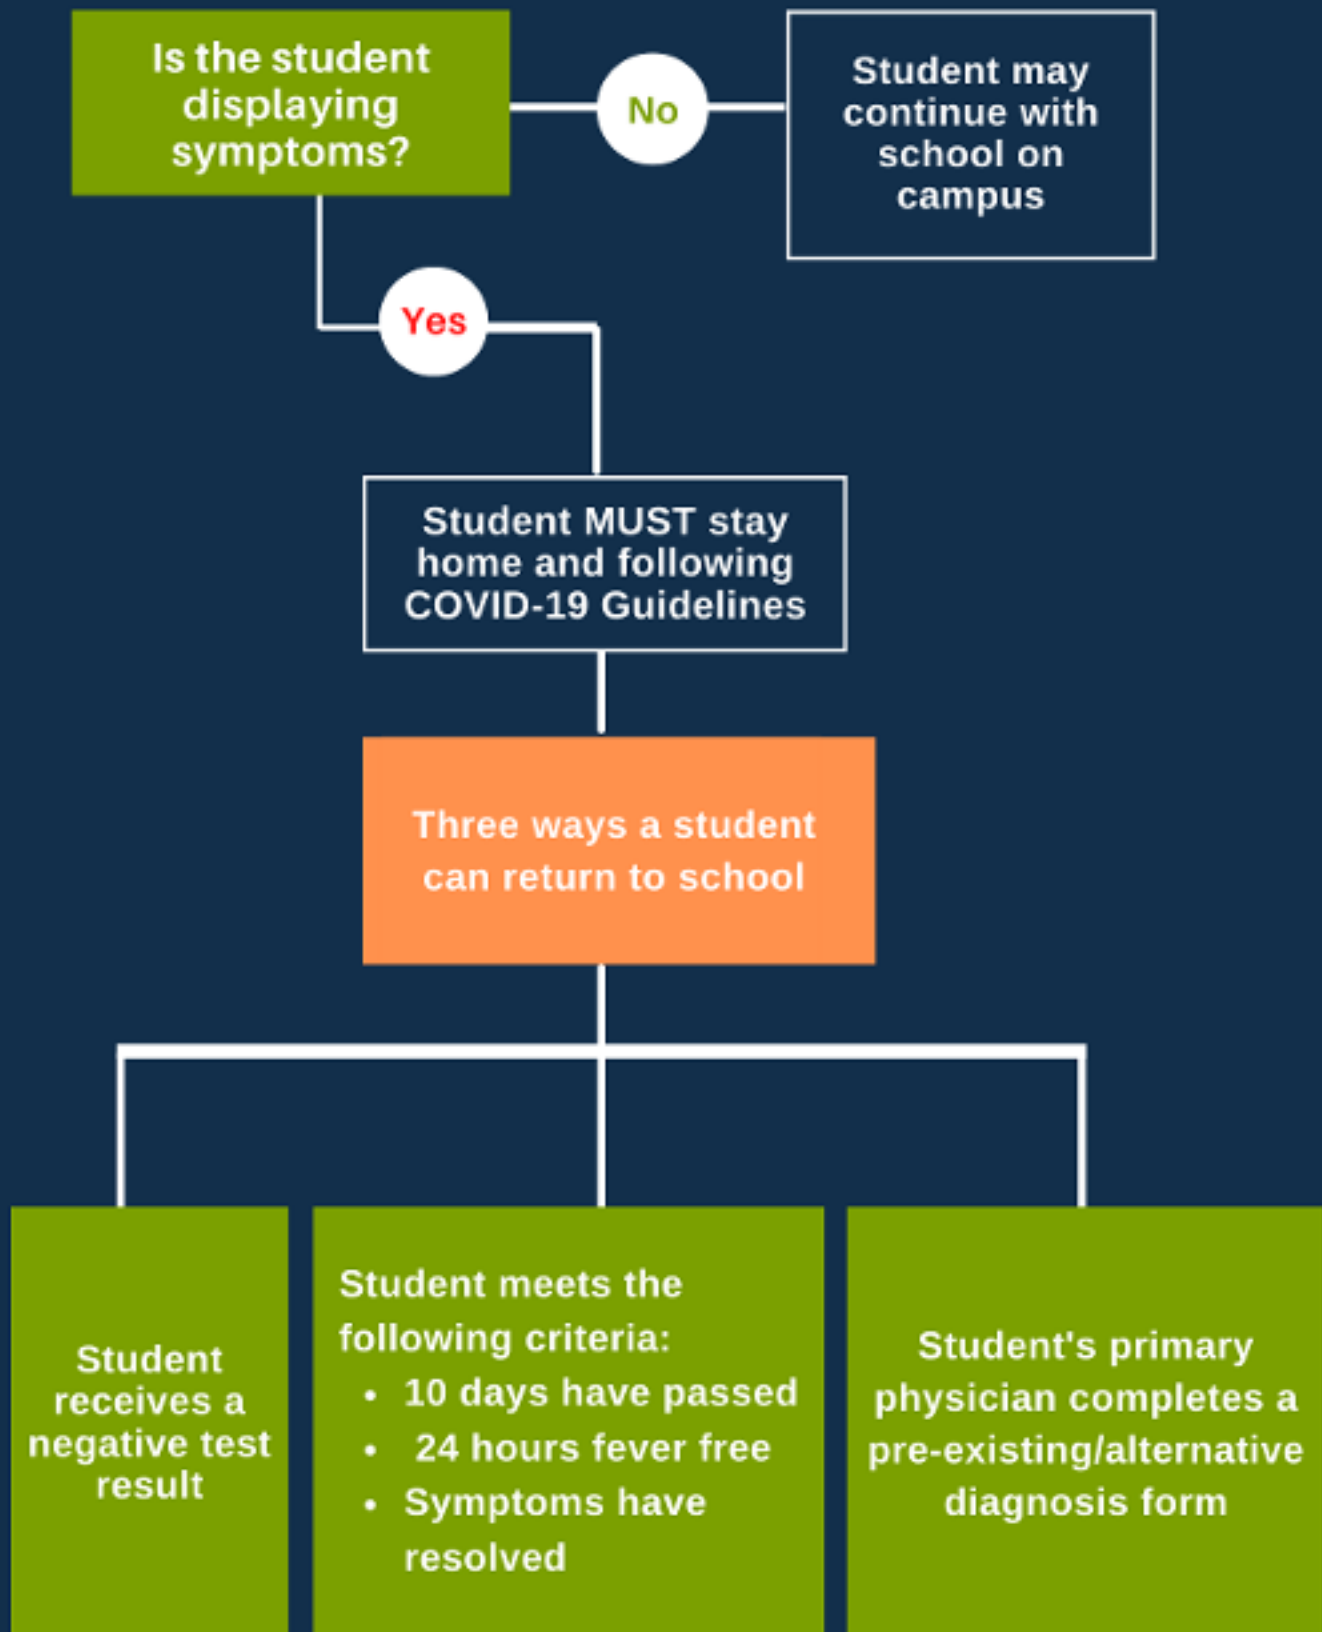 Is the student
displaying
symptoms?
No
Student may
continue with
school on
campus
Yes
Student MUST stay
home and following
COVID-19 Guidelines
Three ways a student
can return to school
Student
receives a
negative test
result
Student meets the
following criteria:
• 10 days have passed
• 24 hours fever free
• Symptoms have
resolved
Student's primary
physician completes a
pre-existing/alternative
diagnosis form